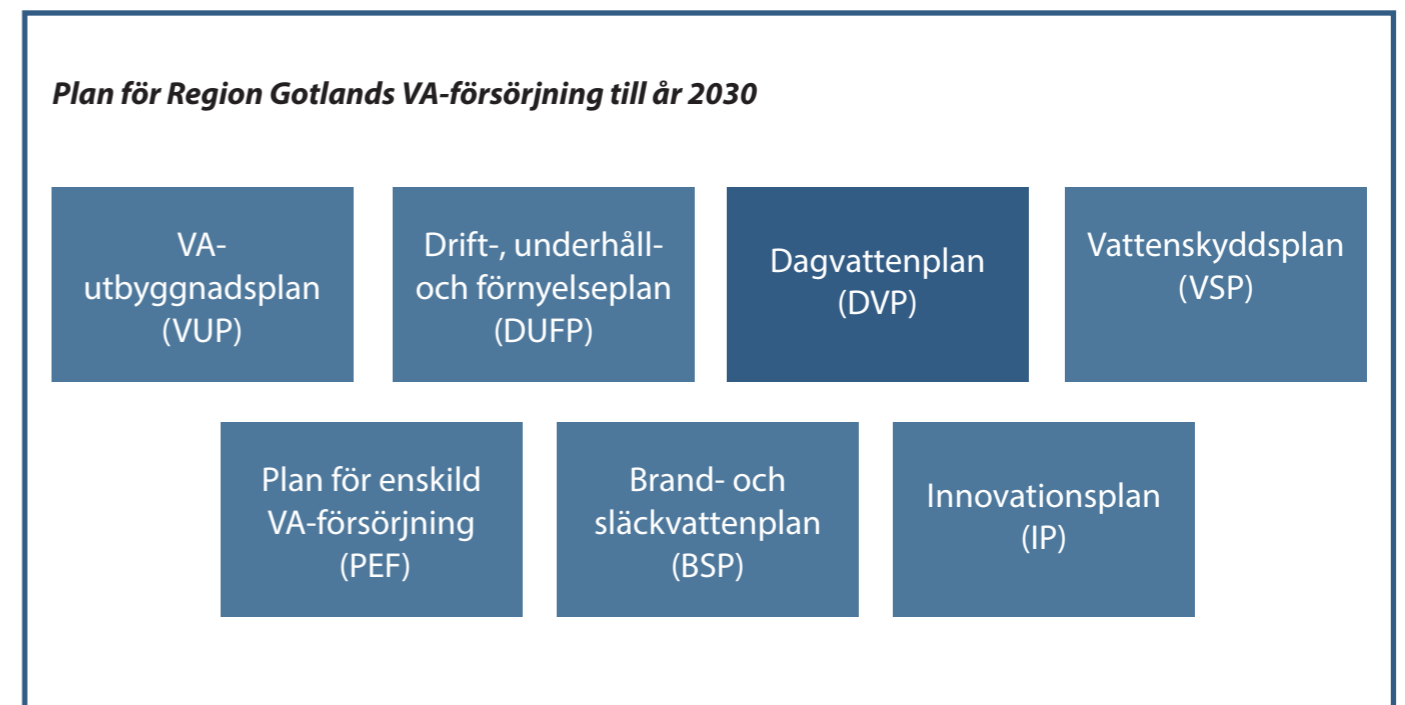 Plan för Region Gotlands VA-försörjning till år 2030
VA-
utbyggnadsplan
(VUP)
Drift-, underhåll-
och förnyelseplan
(DUFP)
Dagvattenplan
(DVP)
Vattenskyddsplan
(VSP)
Plan för enskild
VA-försörjning
(PEF)
Brand- och
släckvattenplan
(BSP)
Innovationsplan
(IP)